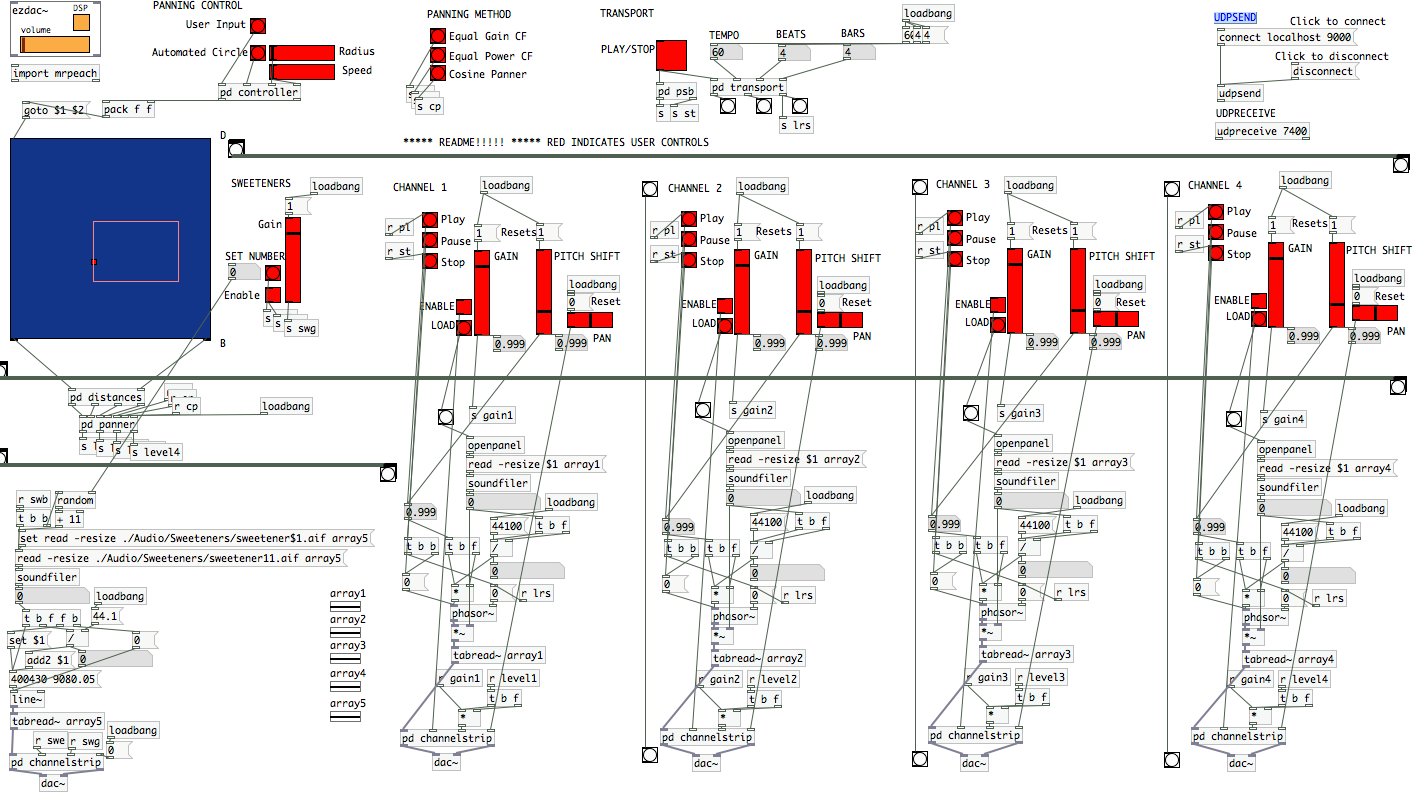 ezdac~
DSP
volume
import mrpeach
PANNING CONTROL
User Input
Automated Circle
Radius
Speed
pd controller
goto $1 $2
pack f f
PANNING METHOD
Equal Gain CF
Equal Power CF
Cosine Panner
s cp
TRANSPORT
PLAY/STOP
TEMPO
BEATS
BARS
60
4
4
loadbang
pd psb
s
s st
pd transport
s lrs
UDPSEND
Click to connect
connect localhost 9000
Click to disconnect
disconnect
udpsend
UDPRECEIVE
udpreceive 7400
***** README!!!!! ***** RED INDICATES USER CONTROLS
D
B
SWEETENERS
loadbang
1
Gain
SET NUMBER
0
Enable
s
s
s swg
CHANNEL 1
loadbang
r pl
r st
Play
Pause
Stop
1
Resets
1
GAIN
PITCH SHIFT
loadbang
0
Reset
ENABLE
LOAD
PAN
0.999
0.999
CHANNEL 2
loadbang
r pl
r st
Play
Pause
Stop
1
Resets
1
GAIN
PITCH SHIFT
loadbang
0
Reset
ENABLE
LOAD
PAN
0.999
0.999
CHANNEL 3
loadbang
r pl
r st
Play
Pause
Stop
1
Resets
1
GAIN
PITCH SHIFT
loadbang
0
Reset
ENABLE
LOAD
PAN
0.999
0.999
CHANNEL 4
loadbang
r pl
r st
Play
Pause
Stop
1
Resets
1
GAIN
PITCH SHIFT
loadbang
0
Reset
ENABLE
LOAD
PAN
0.999
0.999
pd distances
r cp
loadbang
pd panner
s
s
s
s level4
r swb
random
t b b
+ 11
set read -resize ./Audio/Sweeteners/sweetener$1.aif array5
read -resize ./Audio/Sweeteners/sweetener11.aif array5
soundfiler
0
loadbang
t b f f b
44.1
set $1
/
0
add2 $1
0
400430 9080.05
line~
tabread~ array5
r swe
r swg
loadbang
0
pd channelstrip
dac~
array1
array2
array3
array4
array5
s gain1
openpanel
read -resize $1 array1
soundfiler
0
loadbang
0.999
44100
t b f
t b b
t b f
/
0
0
*
0
r lrs
phasor~
*~
tabread~ array1
r gain1
r level1
t b f
*
pd channelstrip
dac~
s gain2
openpanel
read -resize $1 array2
soundfiler
0
loadbang
0.999
44100
t b f
t b b
t b f
/
0
0
*
0
r lrs
phasor~
*~
tabread~ array2
r gain2
r level2
t b f
*
pd channelstrip
dac~
s gain3
openpanel
read -resize $1 array3
soundfiler
0
loadbang
0.999
44100
t b f
t b b
t b f
/
0
0
*
0
r lrs
phasor~
*~
tabread~ array3
r gain3
r level3
t b f
*
pd channelstrip
dac~
s gain4
openpanel
read -resize $1 array4
soundfiler
0
loadbang
0.999
44100
t b f
t b b
t b f
/
0
0
*
0
r lrs
phasor~
*~
tabread~ array4
r gain4
r level4
t b f
*
pd channelstrip
dac~